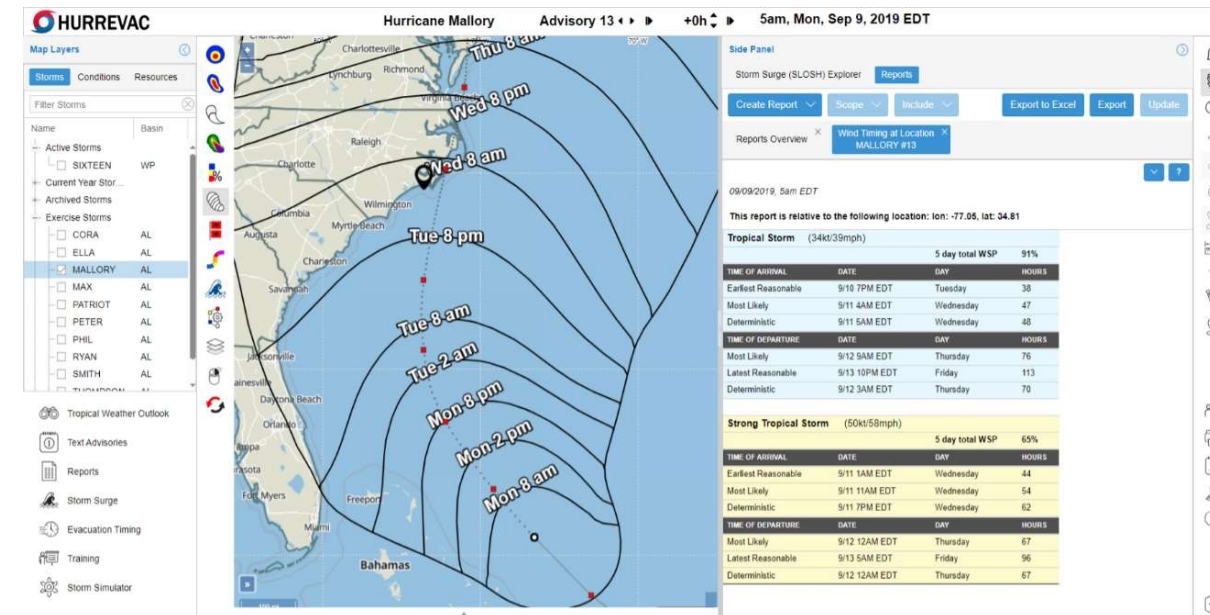 HURREVAC
Hurricane Mallory
Advisory 13
+0h
5am, Mon, Sep 9, 2019 EDT
Map Layers
Storms Conditions Resources
Filter Storms
Name Basin
Active Storms
SIXTEEN WP
Current Year Stor...
Archived Storms
Exercise Storms
CORA AL
ELLA AL
MALLORY AL
MAX AL
PATRIOT AL
PETER AL
PHIL AL
RYAN AL
SMITH AL
THOMPSON AL
Tropical Weather Outlook
Text Advisories
Reports
Storm Surge
Evacuation Timing
Training
Storm Simulator
%
Charleston
Charlottesville
Thu 8 am
70° W
Lynchburg
Richmond
Virginia Beach
Wed 8 pm
Raleigh
Charlotte
Wed 8 am
Wilmington
Columbia
Augusta
Myrtle Beach
Tue 8 pm
Charleston
Savannah
Tue 8 am
Jacksonville
Tue 2 am
ainesville
Daytona Beach
Mon 8 pm
Orlando
Mon 2 pm
ampa
rasota
Mon 8 am
Fort Myers
Freeport
Miami
Bahamas
100 mi
Side Panel
Storm Surge (SLOSH) Explorer Reports
Create Report Scope Include Export to Excel Export Update
Reports Overview
Wind Timing at Location
MALLORY #13
?
09/09/2019, 5am EDT
This report is relative to the following location: lon: -77.05, lat: 34.81
Tropical Storm (34kt/39mph)
5 day total WSP 91%
TIME OF ARRIVAL DATE DAY HOURS
Earliest Reasonable 9/10 7PM EDT Tuesday 38
Most Likely 9/11 4AM EDT Wednesday 47
Deterministic 9/11 5AM EDT Wednesday 48
TIME OF DEPARTURE DATE DAY HOURS
Most Likely 9/12 9AM EDT Thursday 76
Latest Reasonable 9/13 10PM EDT Friday 113
Deterministic 9/12 3AM EDT Thursday 70
Strong Tropical Storm (50kt/58mph)
5 day total WSP 65%
TIME OF ARRIVAL DATE DAY HOURS
Earliest Reasonable 9/11 1AM EDT Wednesday 44
Most Likely 9/11 11AM EDT Wednesday 54
Deterministic 9/11 7PM EDT Wednesday 62
TIME OF DEPARTURE DATE DAY HOURS
Most Likely 9/12 12AM EDT Thursday 67
Latest Reasonable 9/13 5AM EDT Friday 96
Deterministic 9/12 12AM EDT Thursday 67